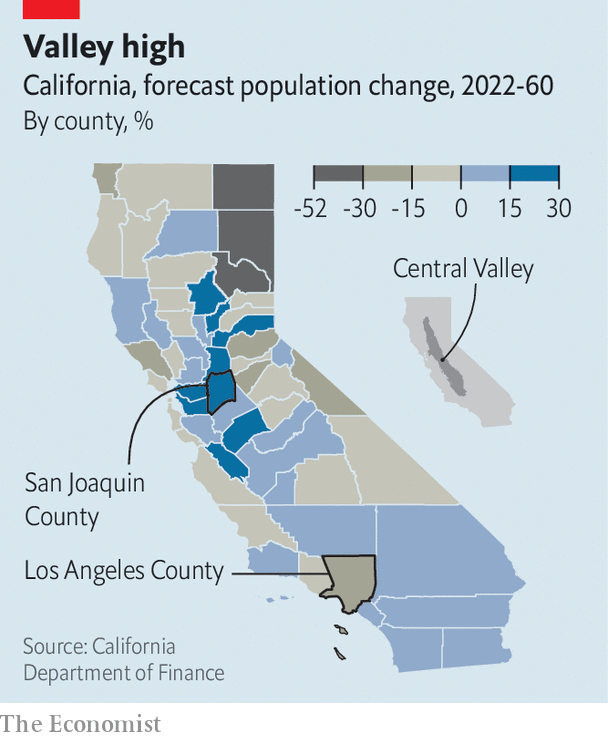 Valley high
California, forecast population change, 2022-60
By county, %
-52 -30 -15 0 15 30
Central Valley
San Joaquin
County
Los Angeles County
Source: California
Department of Finance
The Economist